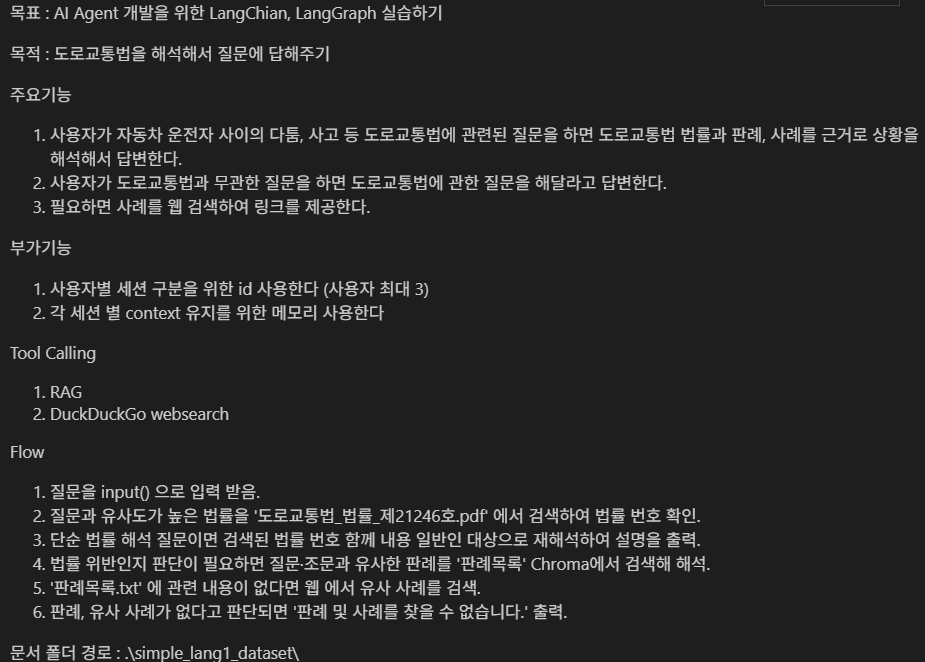 목표 : AI Agent 개발을 위한 LangChian, LangGraph 실습하기
목적 : 도로교통법을 해석해서 질문에 답해주기
주요기능
1. 사용자가 자동차 운전자 사이의 다툼, 사고 등 도로교통법에 관련된 질문을 하면 도로교통법 법률과 판례, 사례를 근거로 상황을
해석해서 답변한다.
2. 사용자가 도로교통법과 무관한 질문을 하면 도로교통법에 관한 질문을 해달라고 답변한다.
3. 필요하면 사례를 웹 검색하여 링크를 제공한다.
부가기능
1. 사용자별 세션 구분을 위한 id 사용한다 (사용자 최대 3)
2. 각 세션 별 context 유지를 위한 메모리 사용한다
Tool Calling
1. RAG
2. DuckDuckGo websearch
Flow
1. 질문을 input() 으로 입력 받음.
2. 질문과 유사도가 높은 법률을 '도로교통법_법률_제21246호.pdf' 에서 검색하여 법률 번호 확인.
3. 단순 법률 해석 질문이면 검색된 법률 번호 함께 내용 일반인 대상으로 재해석하여 설명을 출력.
4. 법률 위반인지 판단이 필요하면 질문·조문과 유사한 판례를 '판례목록' Chroma에서 검색해 해석.
5. '판례목록.txt' 에 관련 내용이 없다면 웹 에서 유사 사례를 검색.
6. 판례, 유사 사례가 없다고 판단되면 '판례 및 사례를 찾을 수 없습니다.' 출력.
문서 폴더 경로 : .\simple_lang1_dataset\